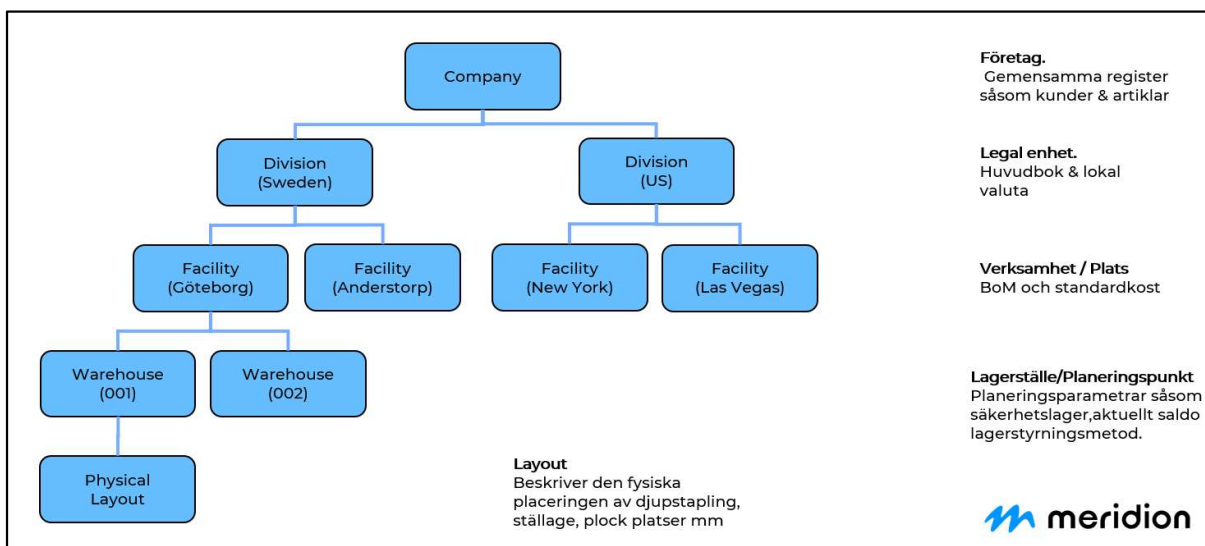 Company
Företag.
Gemensamma register
såsom kunder & artiklar
Division
(Sweden)
Division
(US)
Legal enhet.
Huvudbok & lokal
valuta
Facility
(Göteborg)
Facility
(Anderstorp)
Facility
(New York)
Facility
(Las Vegas)
Verksamhet / Plats
BoM och standardkost
Warehouse
(001)
Warehouse
(002)
Lagerställe/Planeringspunkt
Planeringsparametrar såsom
säkerhetslager,aktuellt saldo
lagerstyrningsmetod.
Physical
Layout
Layout
Beskriver den fysiska
placeringen av djupstapling,
ställage, plock platser mm
meridion